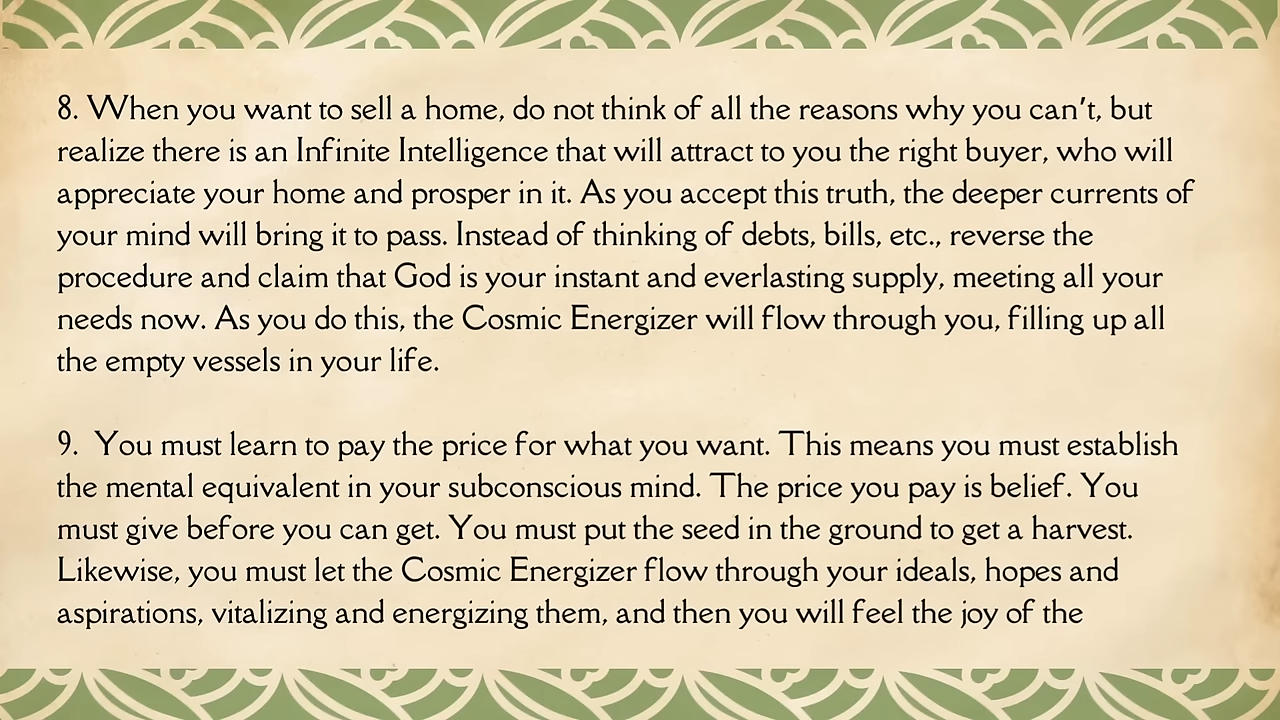 8. When you want to sell a home, do not think of all the reasons why you can't, but
realize there is an Infinite Intelligence that will attract to you the right buyer, who will
appreciate your home and prosper in it. As you accept this truth, the deeper currents of
your mind will bring it to pass. Instead of thinking of debts, bills, etc., reverse the
procedure and claim that God is your instant and everlasting supply, meeting all your
needs now. As you do this, the Cosmic Energizer will flow through you, filling up all
the empty vessels in your life.
9. You must learn to pay the price for what you want. This means you must establish
the mental equivalent in your subconscious mind. The price you pay is belief. You
must give before you can get. You must put the seed in the ground to get a harvest.
Likewise, you must let the Cosmic Energizer flow through your ideals, hopes and
aspirations, vitalizing and energizing them, and then you will feel the joy of the